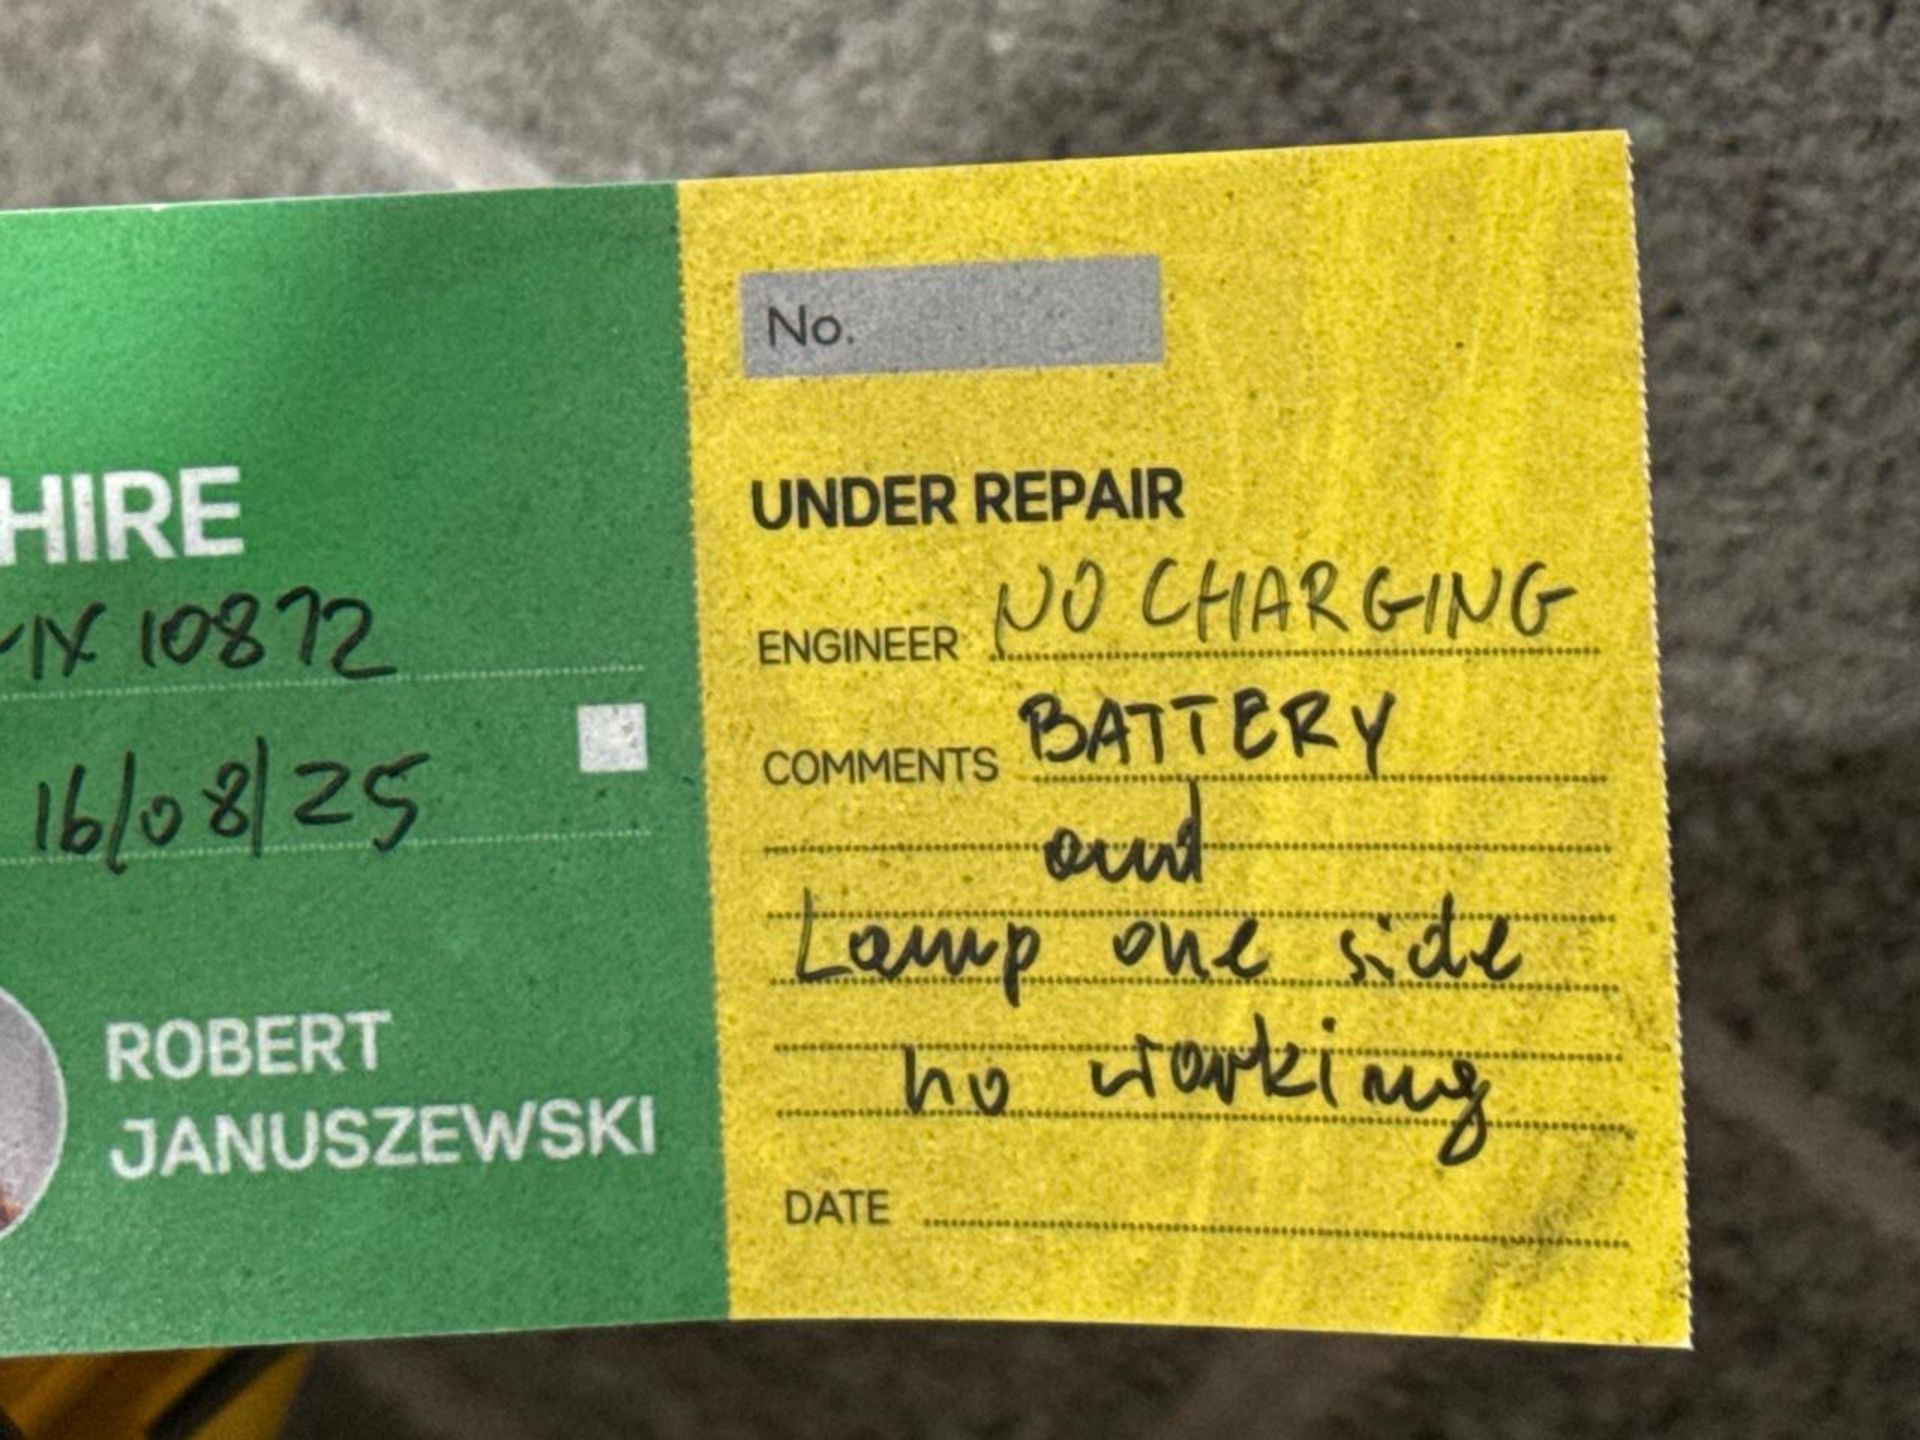 HIRE
IX 10872
16/08/25
ROBERT
JANUSZEWSKI
No.
UNDER REPAIR
ENGINEER NO CHARGING
COMMENTS BATTERY
and
Lamp one side
no working
DATE